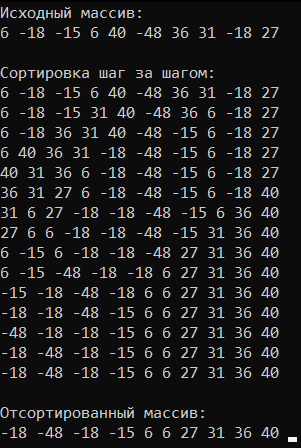 Исходный массив:
6 -18 -15 6 40 -48 36 31 -18 27
Сортировка шаг за шагом:
6 -18 -15 6 40 -48 36 31 -18 27
6 -18 -15 31 40 -48 36 6 -18 27
6 -18 36 31 40 -48 -15 6 -18 27
6 40 36 31 -18 -48 -15 6 -18 27
40 31 36 6 -18 -48 -15 6 -18 27
36 31 27 6 -18 -48 -15 6 -18 40
31 6 27 -18 -18 -48 -15 6 36 40
27 6 6 -18 -18 -48 -15 31 36 40
6 -15 6 -18 -18 -48 27 31 36 40
6 -15 -48 -18 -18 6 27 31 36 40
-15 -18 -48 -18 6 6 27 31 36 40
-18 -18 -48 -15 6 6 27 31 36 40
-48 -18 -18 -15 6 6 27 31 36 40
-18 -48 -18 -15 6 6 27 31 36 40
-18 -48 -18 -15 6 6 27 31 36 40
Отсортированный массив:
-18 -48 -18 -15 6 6 27 31 36 40